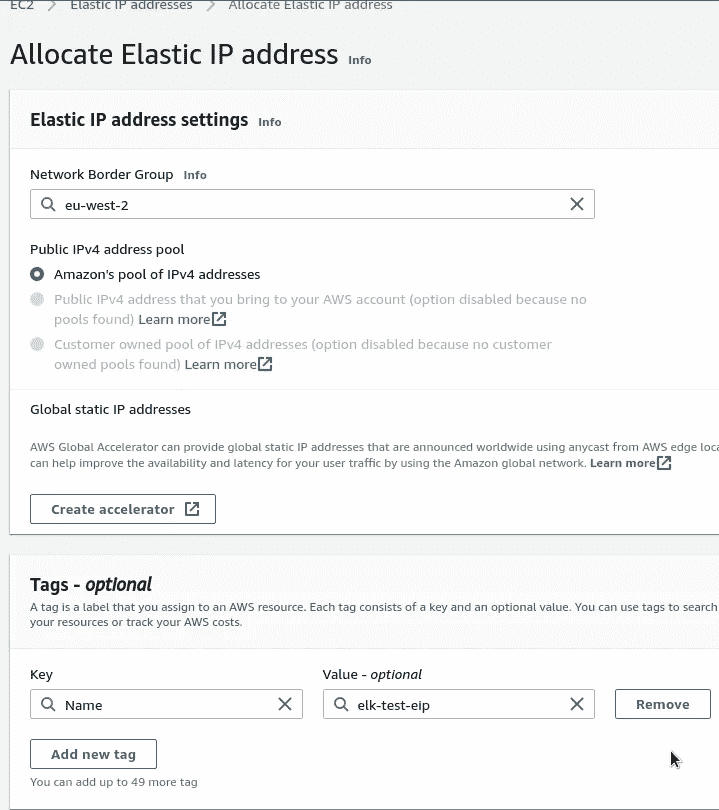 EC2 > Elastic IP addresses > Allocate Elastic IP address
Allocate Elastic IP address Info
Elastic IP address settings Info
Network Border Group Info
eu-west-2
Public IPv4 address pool
Amazon's pool of IPv4 addresses
Public IPv4 address that you bring to your AWS account (option disabled because no
pools found) Learn more
Customer owned pool of IPv4 addresses (option disabled because no customer
owned pools found) Learn more
Global static IP addresses
AWS Global Accelerator can provide global static IP addresses that are announced worldwide using anycast from AWS edge loca
can help improve the availability and latency for your user traffic by using the Amazon global network. Learn more
Create accelerator
Tags - optional
A tag is a label that you assign to an AWS resource. Each tag consists of a key and an optional value. You can use tags to search
your resources or track your AWS costs.
Key Value - optional
Name elk-test-eip Remove
Add new tag
You can add up to 49 more tag